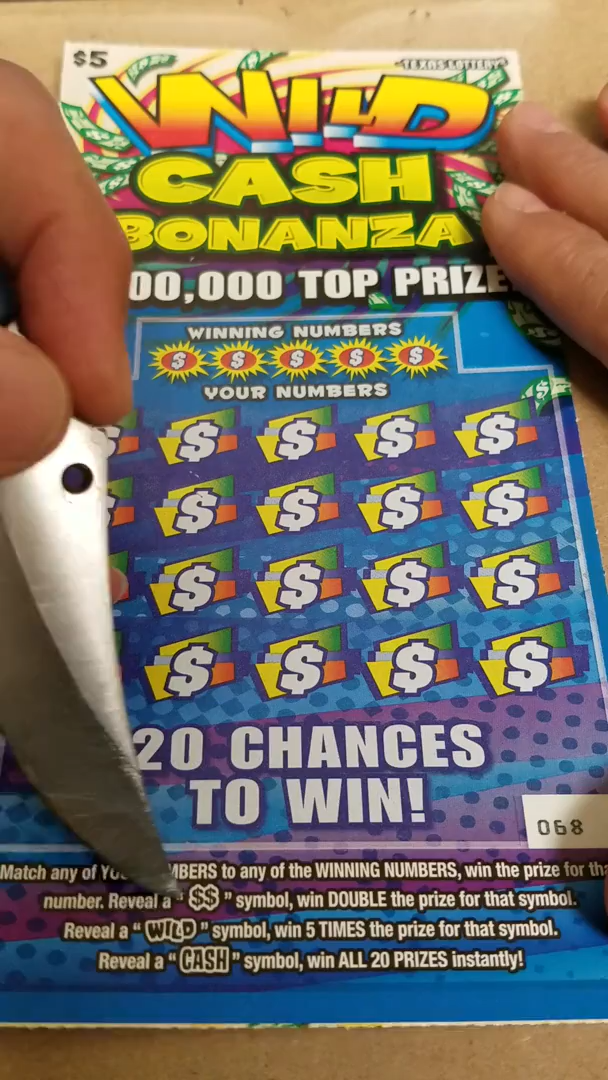 $5
TEXAS LOTTERY
WILD
CASH
BONANZA
00,000 TOP PRIZE
WINNING NUMBERS
$ $ $ $ $
YOUR NUMBERS
$ $ $ $ $
$ $ $ $
$ $ $ $
$ $ $ $
20 CHANCES
TO WIN!
068
Match any of YOUR NUMBERS to any of the WINNING NUMBERS, win the prize for
number. Reveal a "$$" symbol, win DOUBLE the prize for that symbol.
Reveal a "WILD" symbol, win 5 TIMES the prize for that symbol.
Reveal a "CASH" symbol, win ALL 20 PRIZES instantly!